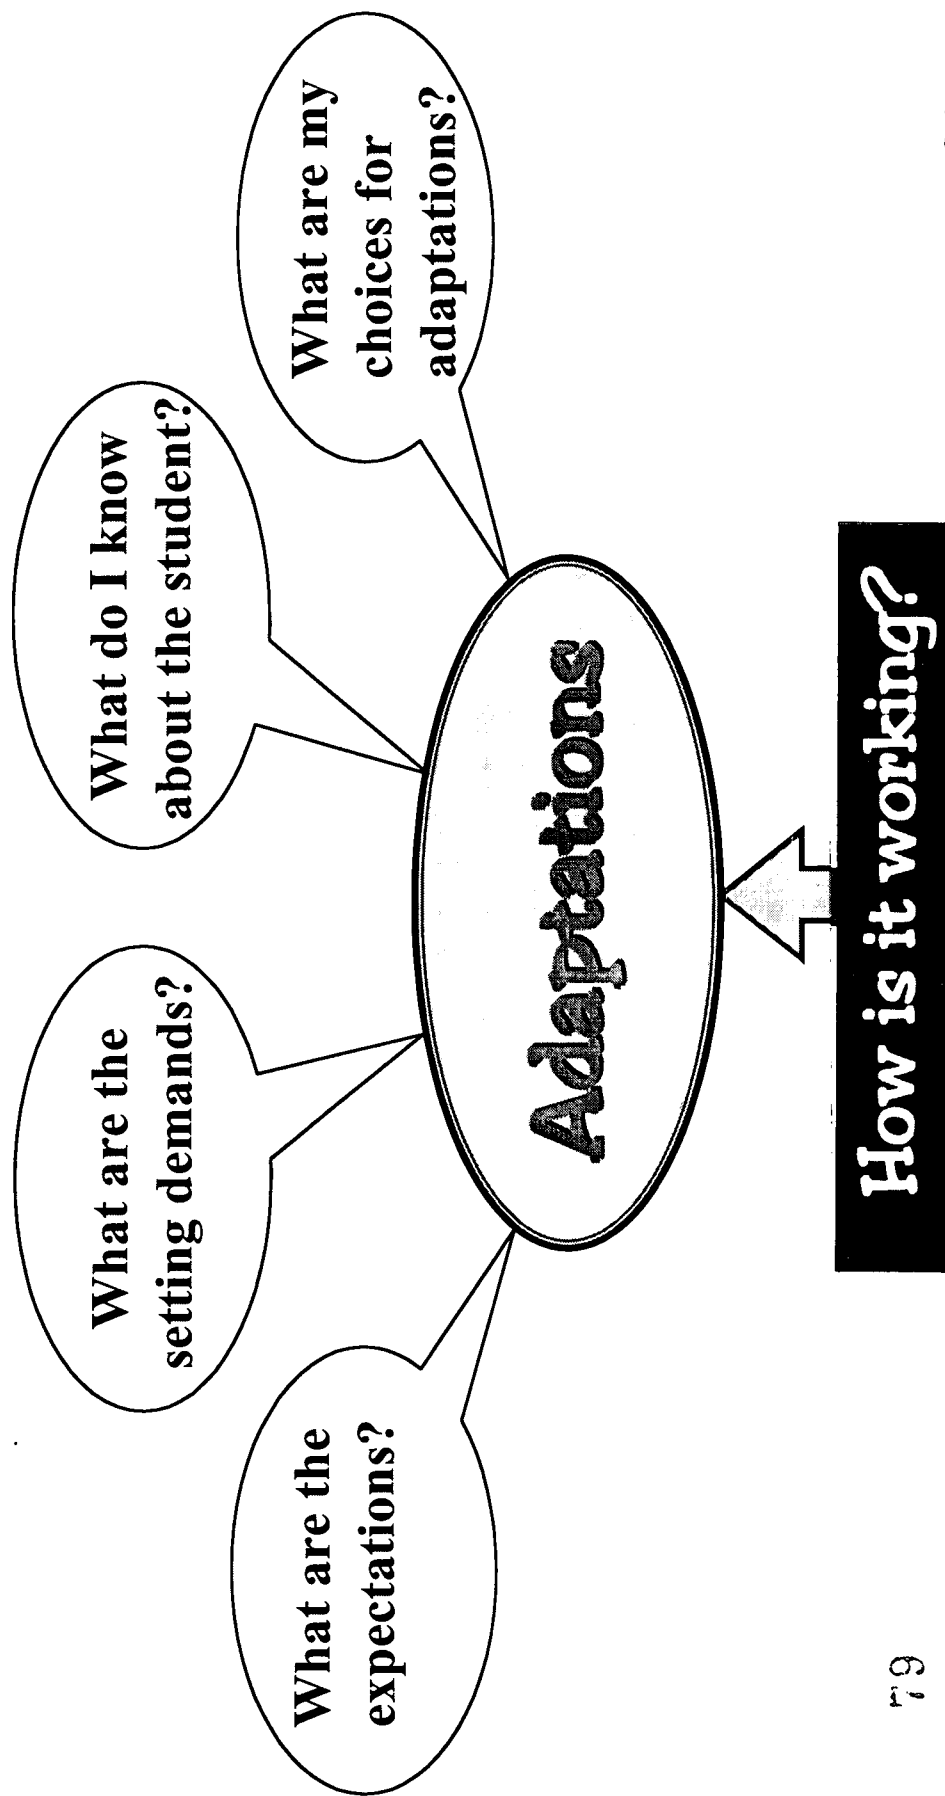 What are the
expectations?
What are the
setting demands?
What do I know
about the student?
What are my
choices for
adaptations?
Adaptations
How is it working?
79